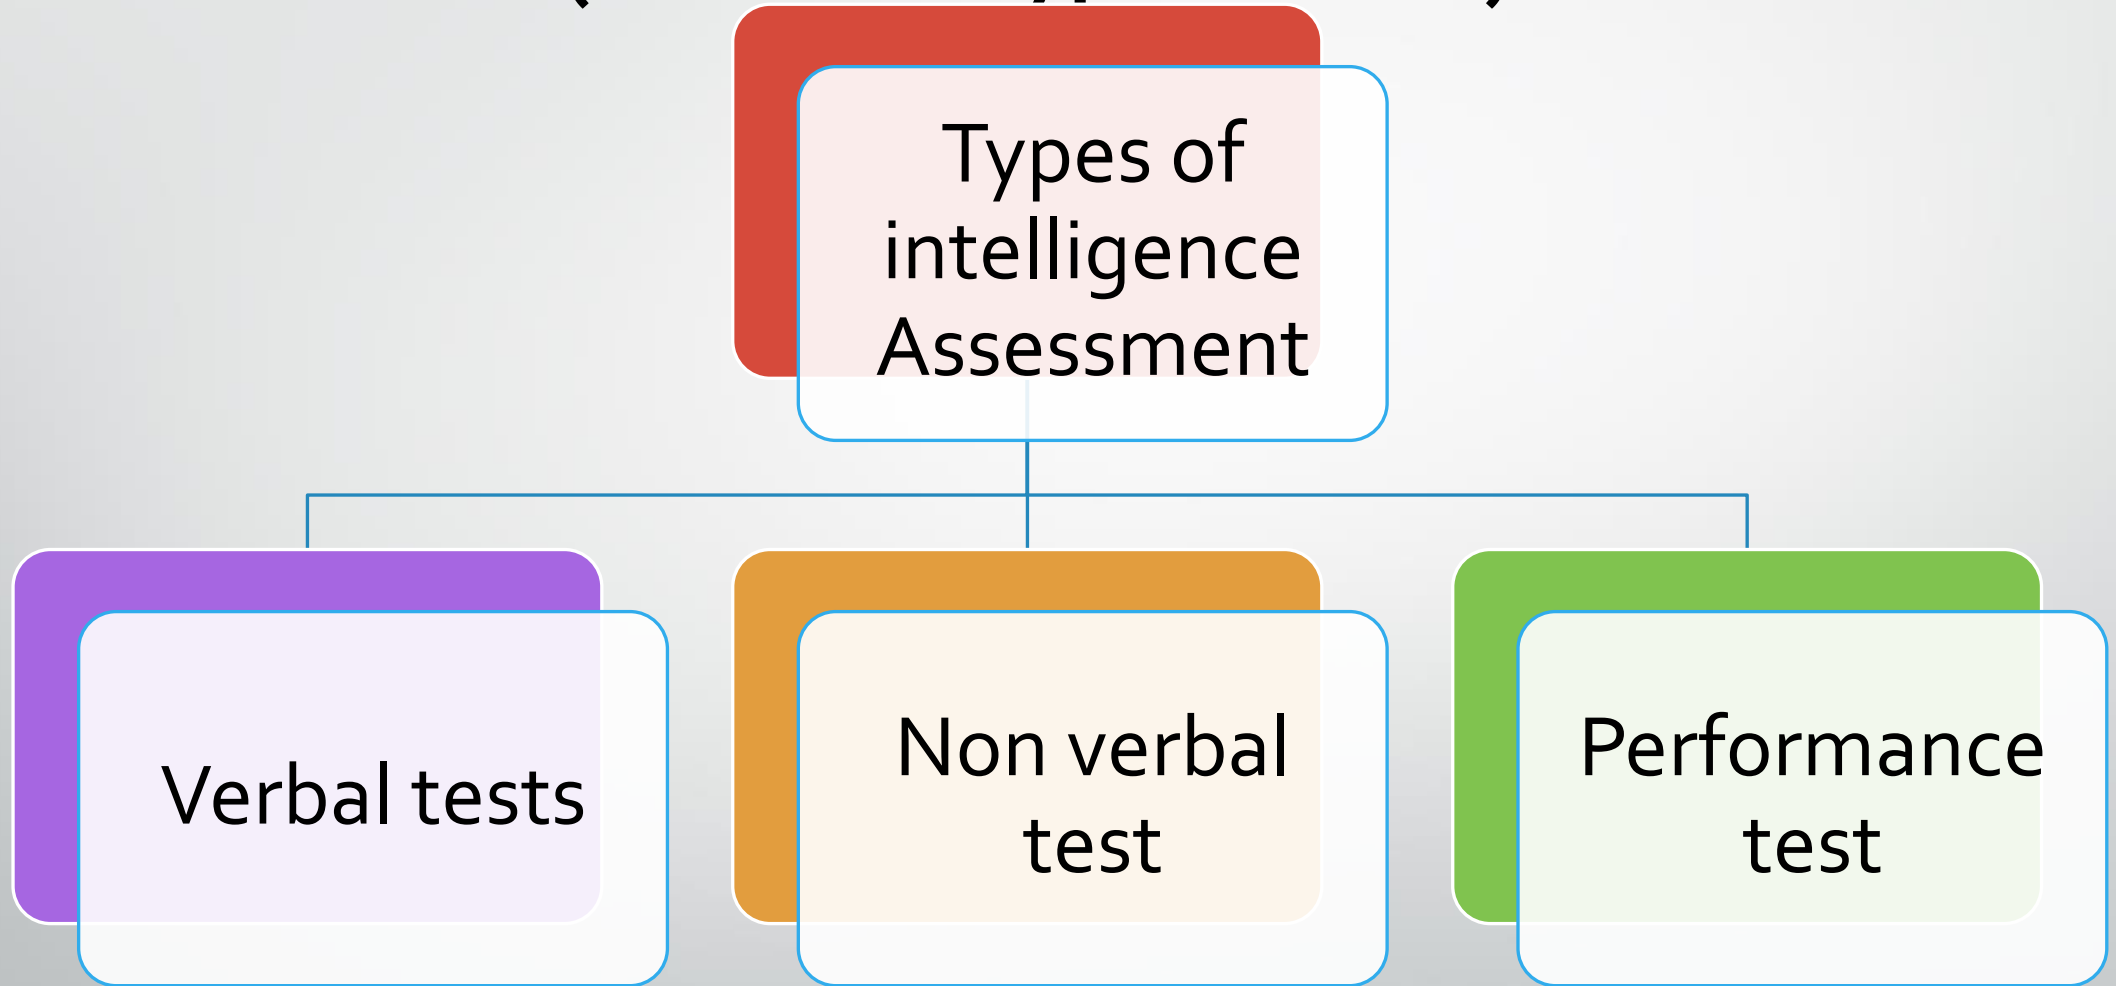 Types of
intelligence
Assessment
Verbal tests
Non verbal
test
Performance
test